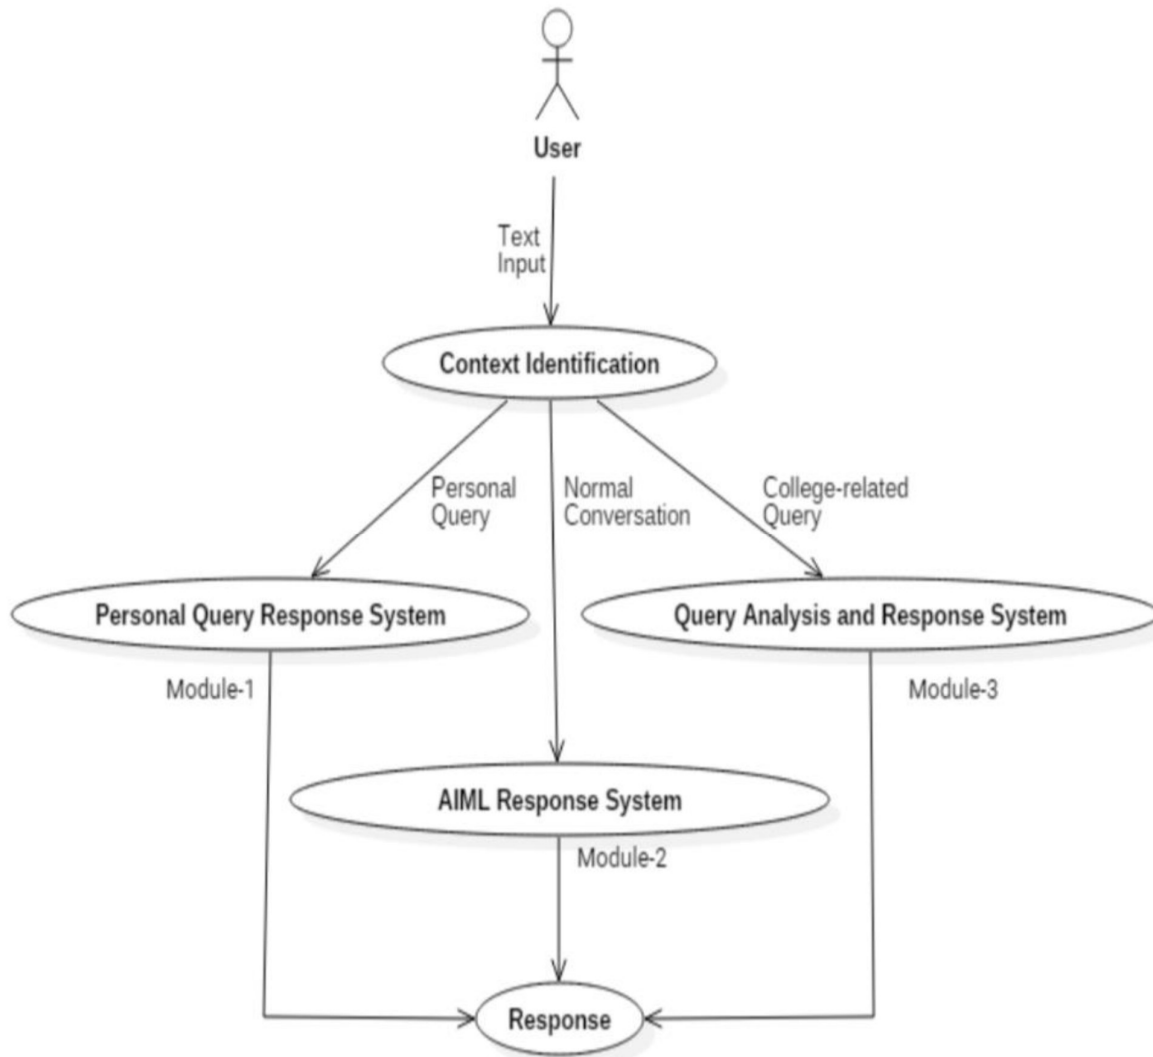 User
Text
Input
Context Identification
Personal
Query
Normal
Conversation
College-related
Query
Personal Query Response System
Query Analysis and Response System
Module-1
Module-3
AIML Response System
Module-2
Response